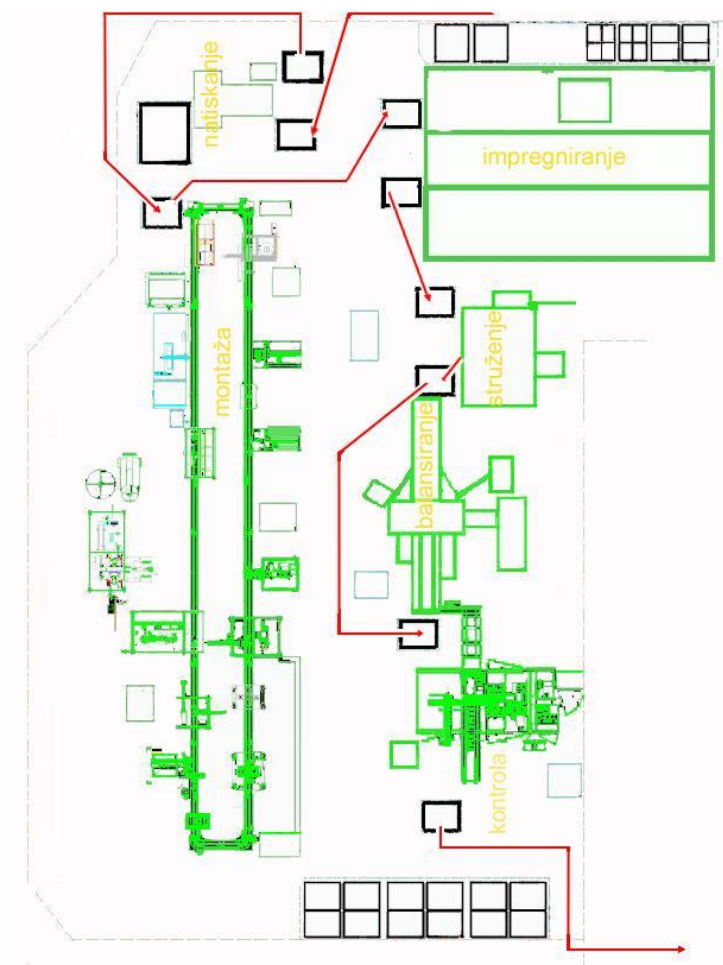 natiskanje
impregniranje
montaža
struženje
balansiranje
kontrola